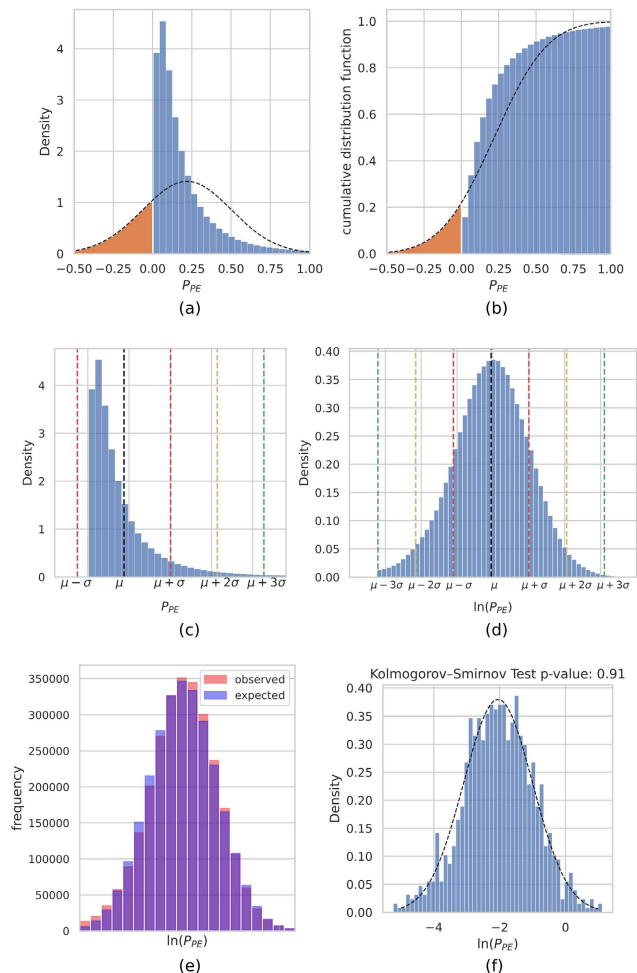 4
3
2
1
0
Density
−0.50
−0.25
0.00
0.25
0.50
0.75
1.00
P_PE
(a)
1.0
0.8
0.6
0.4
0.2
0.0
cumulative distribution function
−0.50
−0.25
0.00
0.25
0.50
0.75
1.00
P_PE
(b)
4
3
2
1
0
Density
μ − σ
μ
μ + σ
μ + 2σ
μ + 3σ
P_PE
(c)
0.40
0.35
0.30
0.25
0.20
0.15
0.10
0.05
0.00
Density
μ − 3σ
μ − 2σ
μ − σ
μ
μ + σ
μ + 2σ
μ + 3σ
ln(P_PE)
(d)
350000
300000
250000
200000
150000
100000
50000
0
frequency
observed
expected
ln(P_PE)
(e)
Kolmogorov–Smirnov Test p-value: 0.91
0.40
0.35
0.30
0.25
0.20
0.15
0.10
0.05
0.00
Density
−4
−2
0
ln(P_PE)
(f)